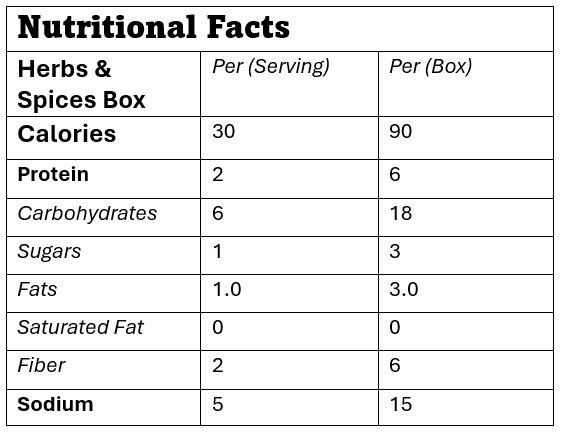 Nutritional Facts
Herbs & Per (Serving) Per (Box)
Spices Box
Calories 30 90
Protein 2 6
Carbohydrates 6 18
Sugars 1 3
Fats 1.0 3.0
Saturated Fat 0 0
Fiber 2 6
Sodium 5 15